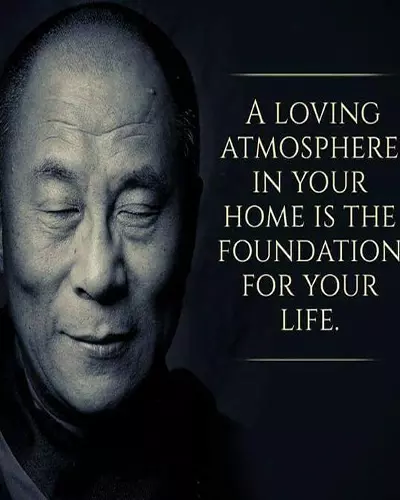 A LOVING
ATMOSPHERE
IN YOUR
HOME IS THE
FOUNDATION
FOR YOUR
LIFE.